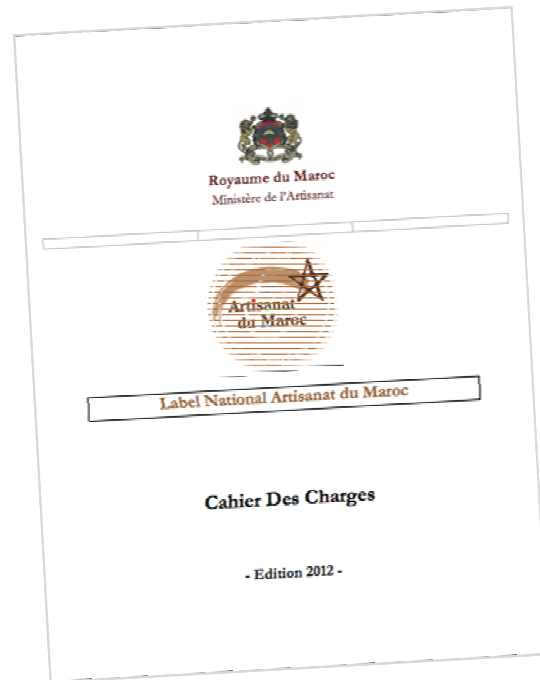 Royaume du Maroc
Ministère de l'Artisanat
Artisanat
du Maroc
Label National Artisanat du Maroc
Cahier Des Charges
- Edition 2012 -